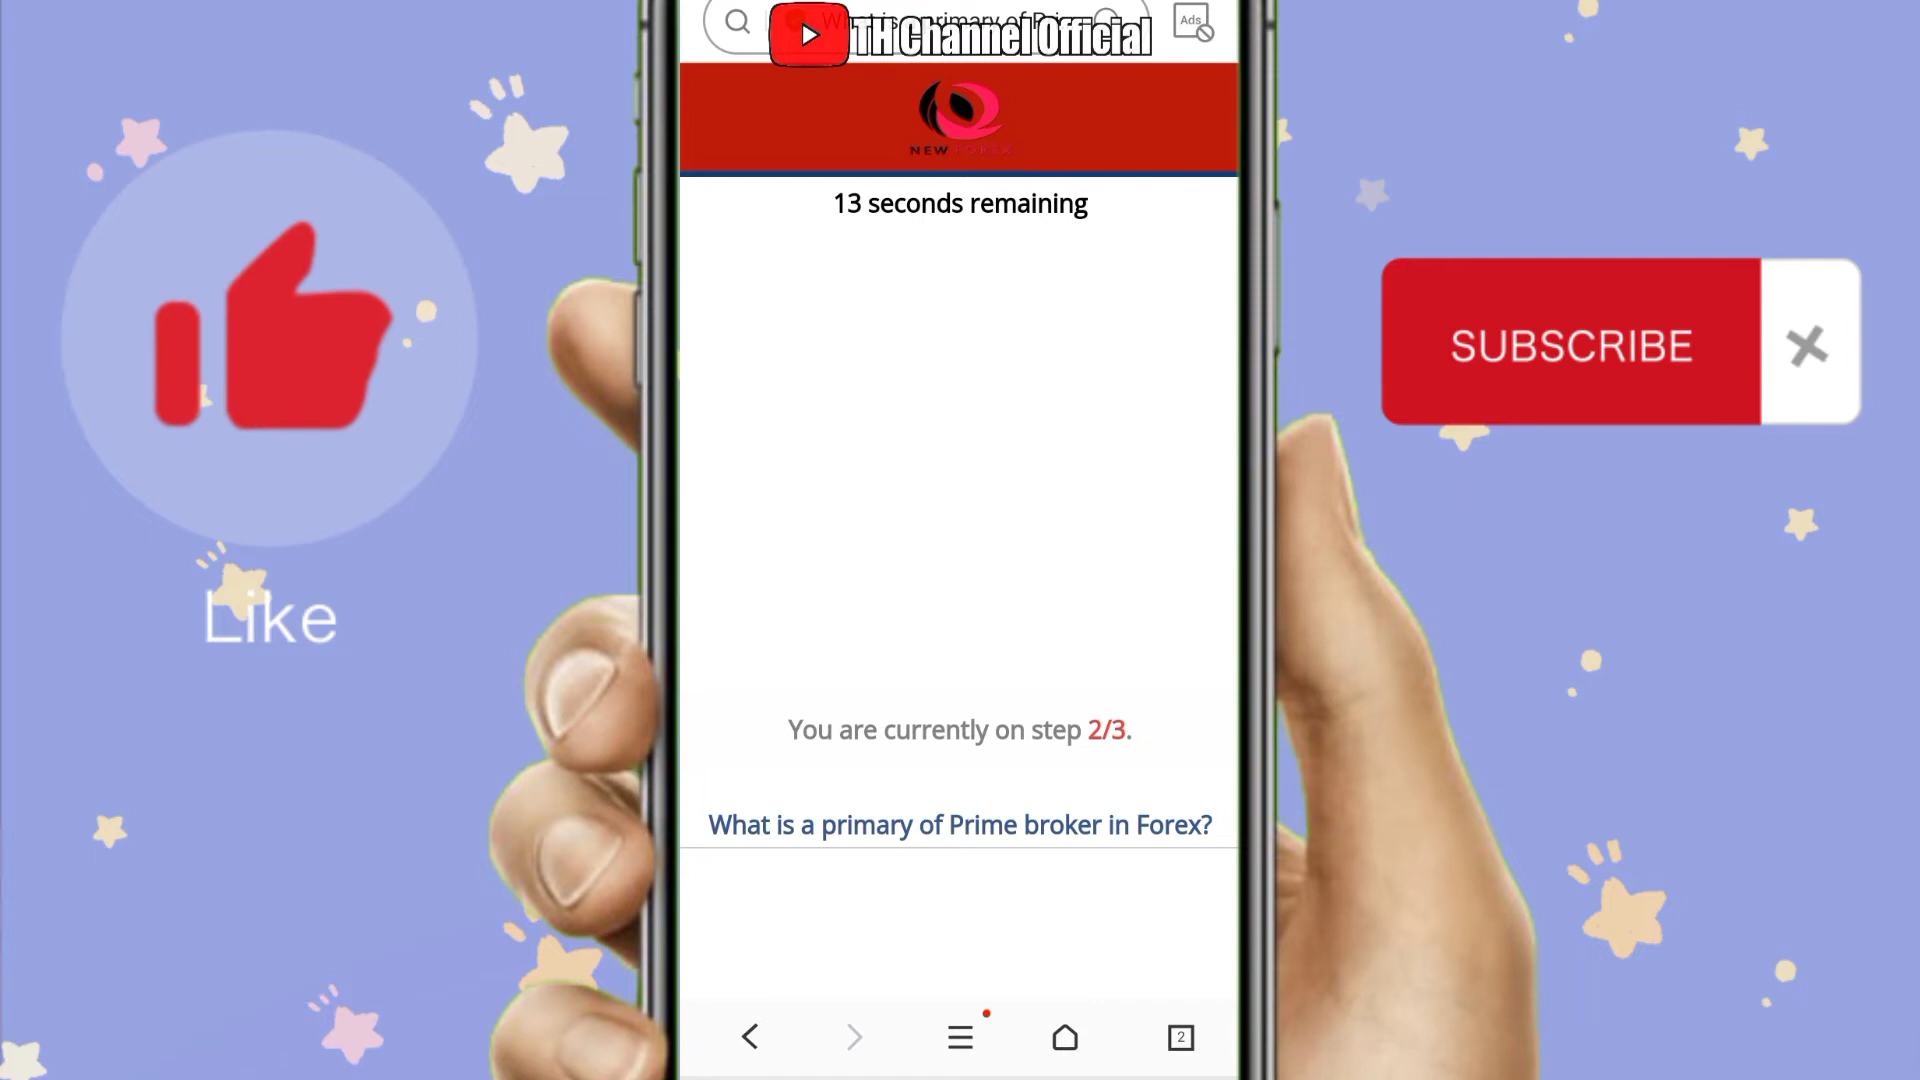 Ads
TH Channel Official
NEW FOREX
13 seconds remaining
SUBSCRIBE
Like
You are currently on step 2/3.
What is a primary of Prime broker in Forex?
2